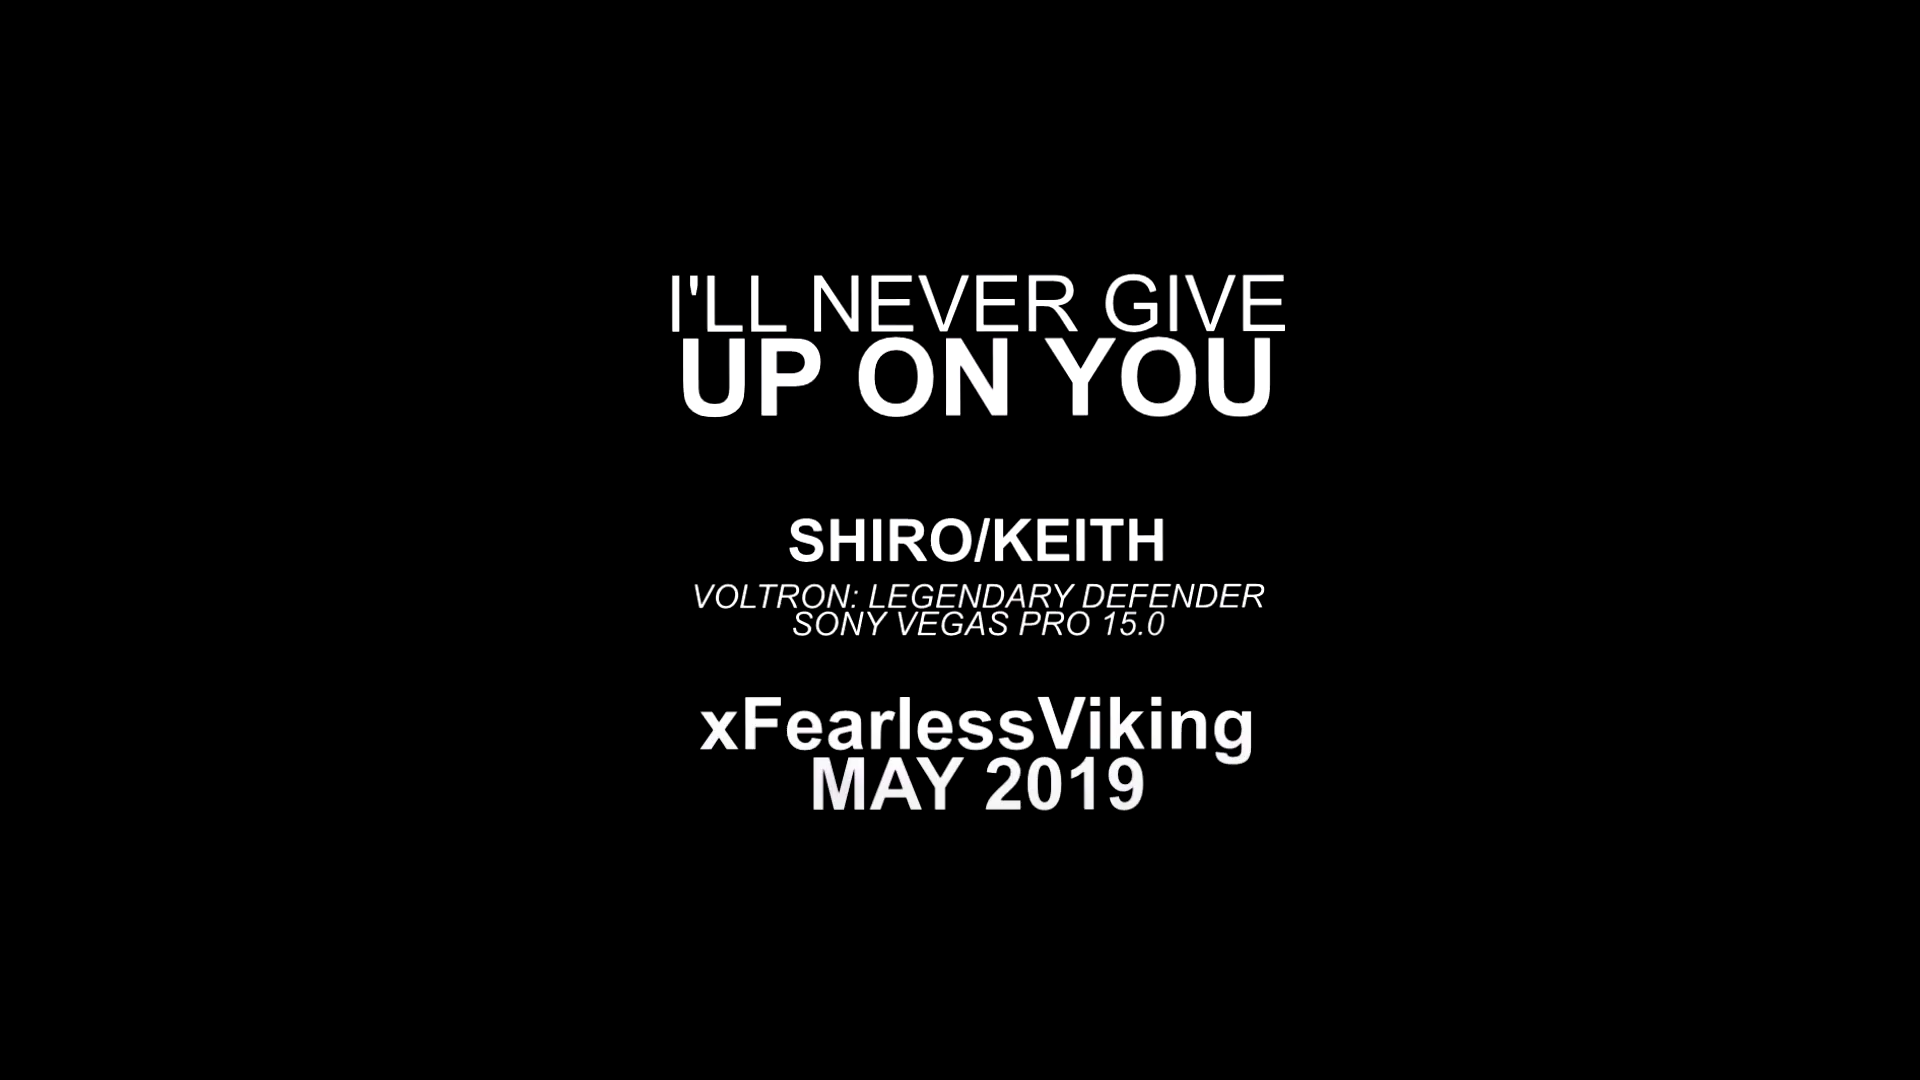 I'LL NEVER GIVE
UP ON YOU
SHIRO/KEITH
VOLTRON: LEGENDARY DEFENDER
SONY VEGAS PRO 15.0
xFearlessViking
MAY 2019